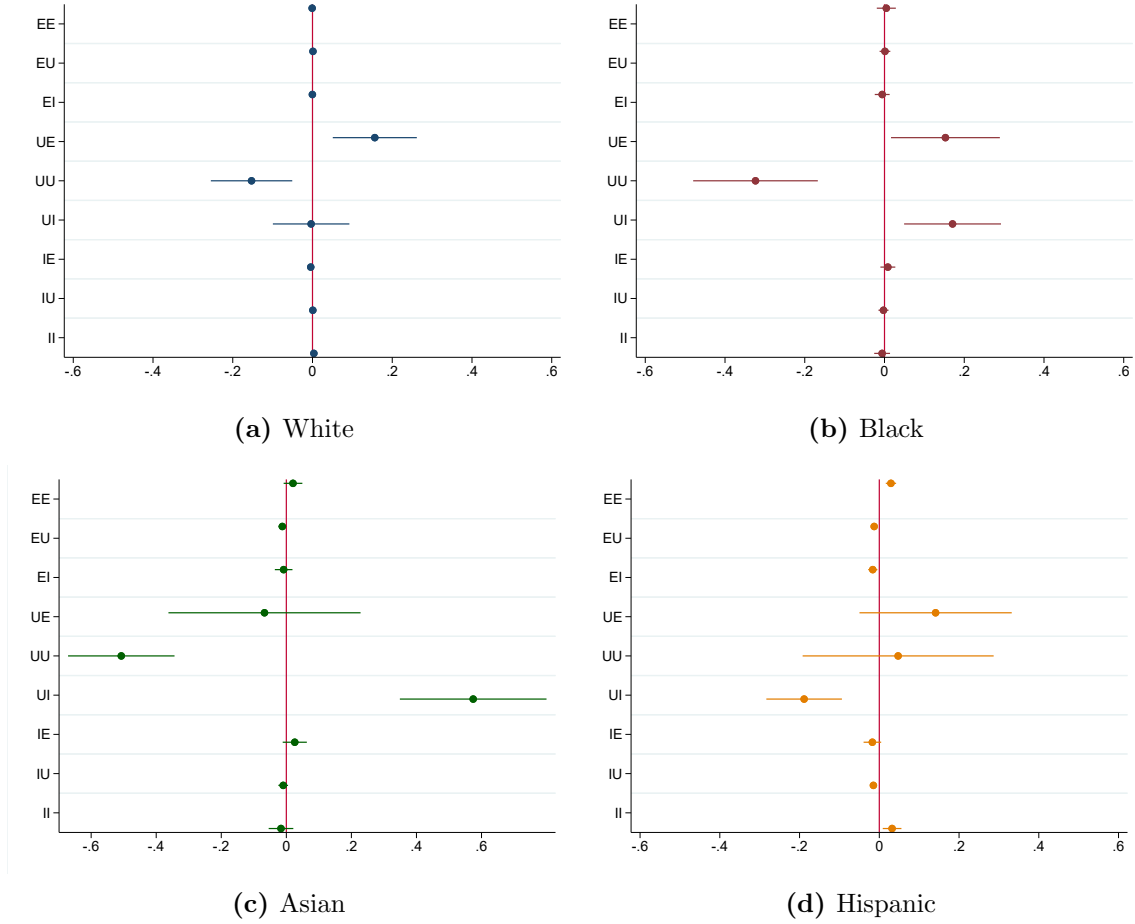 EE
EU
EI
UE
UU
UI
IE
IU
II
-.6 -.4 -.2 0 .2 .4 .6
(a) White
EE
EU
EI
UE
UU
UI
IE
IU
II
-.6 -.4 -.2 0 .2 .4 .6
(b) Black
EE
EU
EI
UE
UU
UI
IE
IU
II
-.6 -.4 -.2 0 .2 .4 .6
(c) Asian
EE
EU
EI
UE
UU
UI
IE
IU
II
-.6 -.4 -.2 0 .2 .4 .6
(d) Hispanic